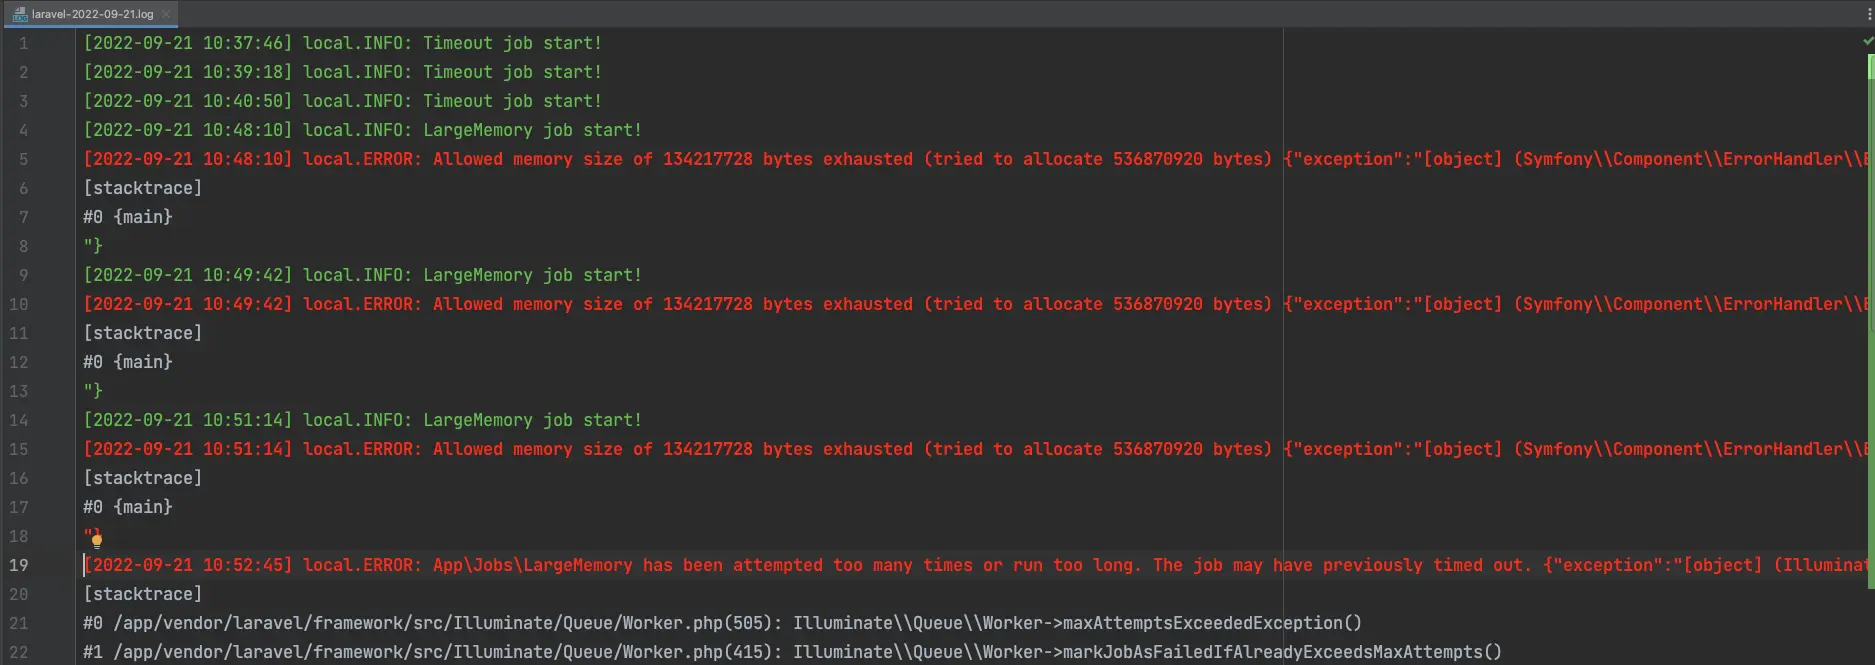 laravel-2022-09-21.log
1 [2022-09-21 10:37:46] local.INFO: Timeout job start!
2 [2022-09-21 10:39:18] local.INFO: Timeout job start!
3 [2022-09-21 10:40:50] local.INFO: Timeout job start!
4 [2022-09-21 10:48:10] local.INFO: LargeMemory job start!
5 [2022-09-21 10:48:10] local.ERROR: Allowed memory size of 134217728 bytes exhausted (tried to allocate 536870920 bytes) {"exception":"[object] (Symfony\\Component\\ErrorHandler\\E
6 [stacktrace]
7 #0 {main}
8 "}
9 [2022-09-21 10:49:42] local.INFO: LargeMemory job start!
10 [2022-09-21 10:49:42] local.ERROR: Allowed memory size of 134217728 bytes exhausted (tried to allocate 536870920 bytes) {"exception":"[object] (Symfony\\Component\\ErrorHandler\\E
11 [stacktrace]
12 #0 {main}
13 "}
14 [2022-09-21 10:51:14] local.INFO: LargeMemory job start!
15 [2022-09-21 10:51:14] local.ERROR: Allowed memory size of 134217728 bytes exhausted (tried to allocate 536870920 bytes) {"exception":"[object] (Symfony\\Component\\ErrorHandler\\E
16 [stacktrace]
17 #0 {main}
18 "}
19 [2022-09-21 10:52:45] local.ERROR: App\Jobs\LargeMemory has been attempted too many times or run too long. The job may have previously timed out. {"exception":"[object] (Illuminat
20 [stacktrace]
21 #0 /app/vendor/laravel/framework/src/Illuminate/Queue/Worker.php(505): Illuminate\\Queue\\Worker->maxAttemptsExceededException()
22 #1 /app/vendor/laravel/framework/src/Illuminate/Queue/Worker.php(415): Illuminate\\Queue\\Worker->markJobAsFailedIfAlreadyExceedsMaxAttempts()